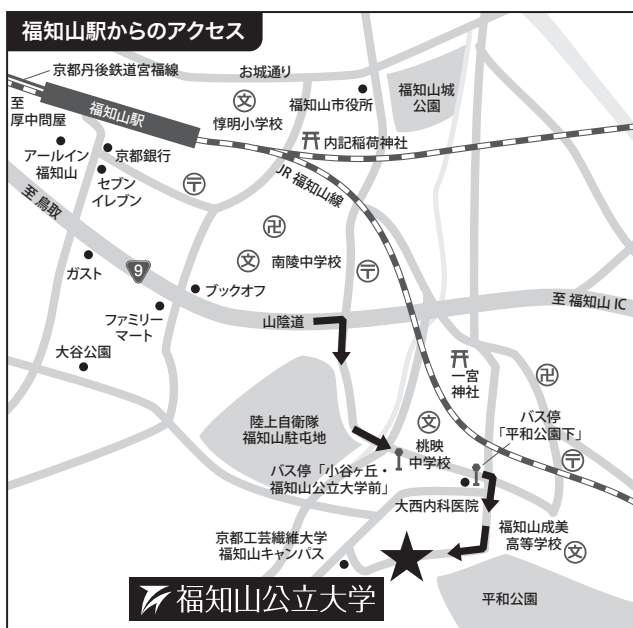 福知山駅からのアクセス
京都丹後鉄道宮福線
お城通り
至
厚中問屋
福知山駅
文
惇明小学校
福知山市役所
福知山城
公園
内記稲荷神社
アールイン
福知山
京都銀行
セブン
イレブン
JR 福知山線
至 鳥取
文
南陵中学校
ガスト
9
ブックオフ
至 福知山 IC
ファミリー
マート
山陰道
大谷公園
一宮
神社
陸上自衛隊
福知山駐屯地
文
桃映
中学校
バス停
「平和公園下」
バス停「小谷ヶ丘・
福知山公立大学前」
大西内科医院
京都工芸繊維大学
福知山キャンパス
福知山成美
高等学校
文
福知山公立大学
平和公園